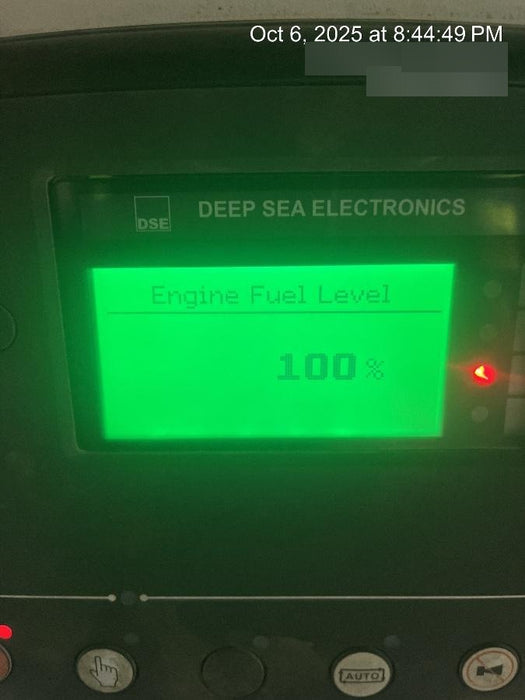 Oct 6, 2025 at 8:44:49 PM
DSE
DEEP SEA ELECTRONICS
Engine Fuel Level
100 %
AUTO